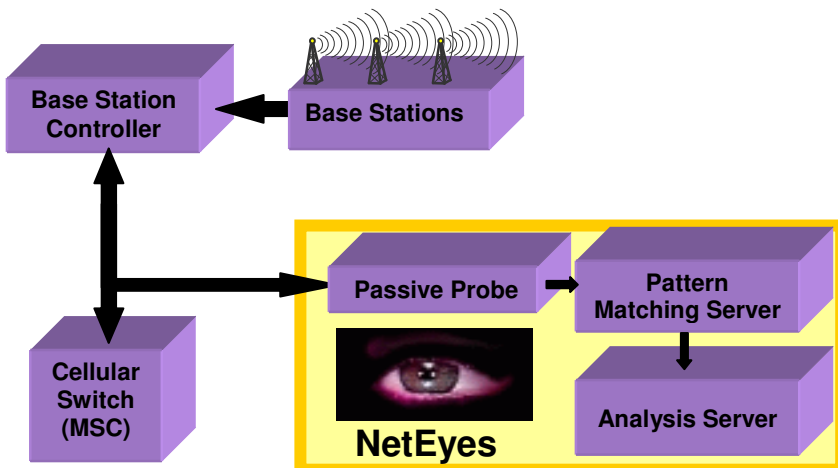 Base Station
Controller
Base Stations
Passive Probe
Pattern
Matching Server
Cellular
Switch
(MSC)
Analysis Server
NetEyes